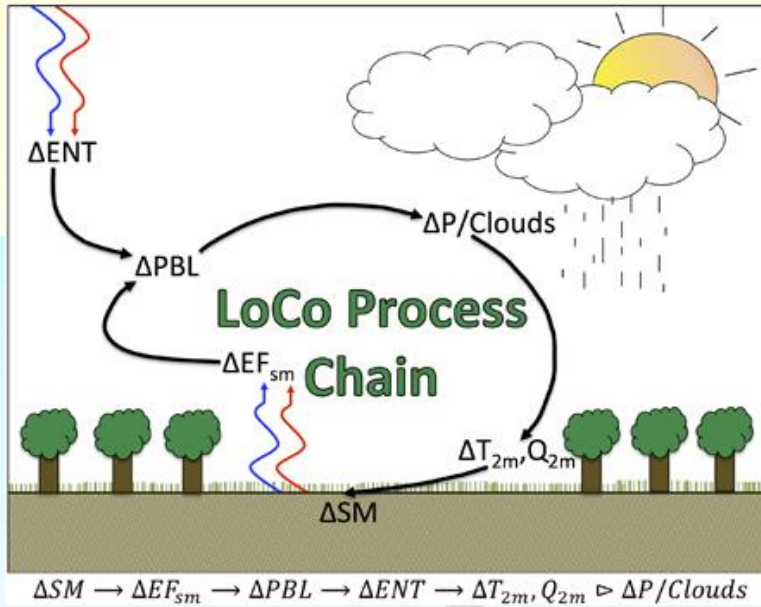 ΔENT
ΔP/Clouds
ΔPBL
LoCo Process
Chain
ΔEFsm
ΔT2m,Q2m
ΔSM
ΔSM → ΔEFsm → ΔPBL → ΔENT → ΔT2m, Q2m ⊳ ΔP/Clouds